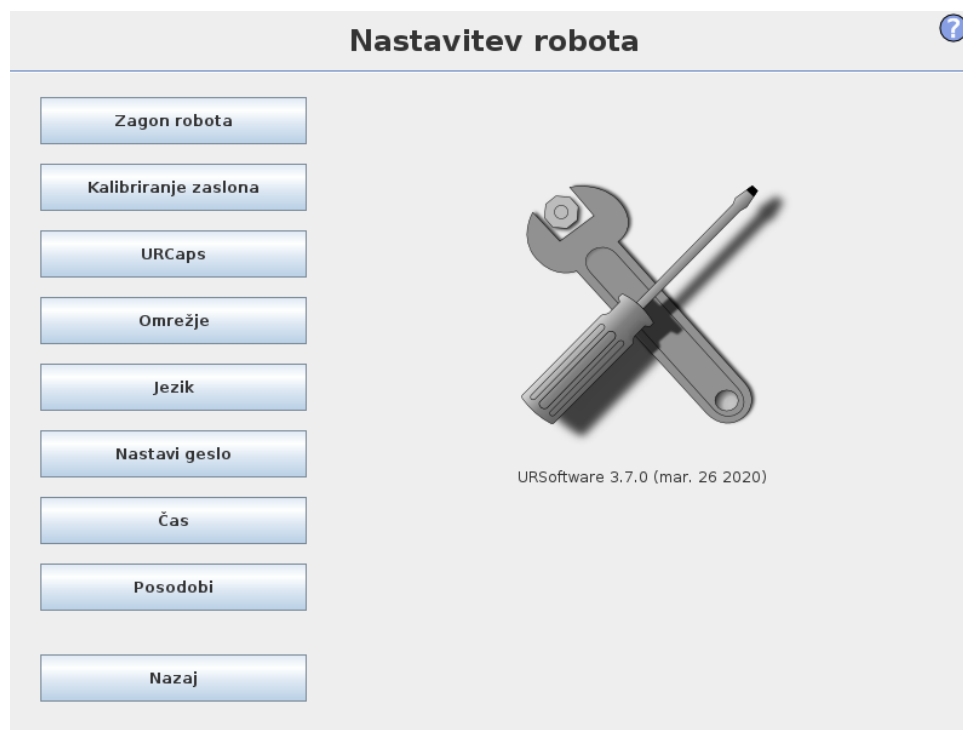 Nastavitev robota
?
Zagon robota
Kalibriranje zaslona
URCaps
Omrežje
Jezik
Nastavi geslo
Čas
Posodobi
Nazaj
URSoftware 3.7.0 (mar. 26 2020)